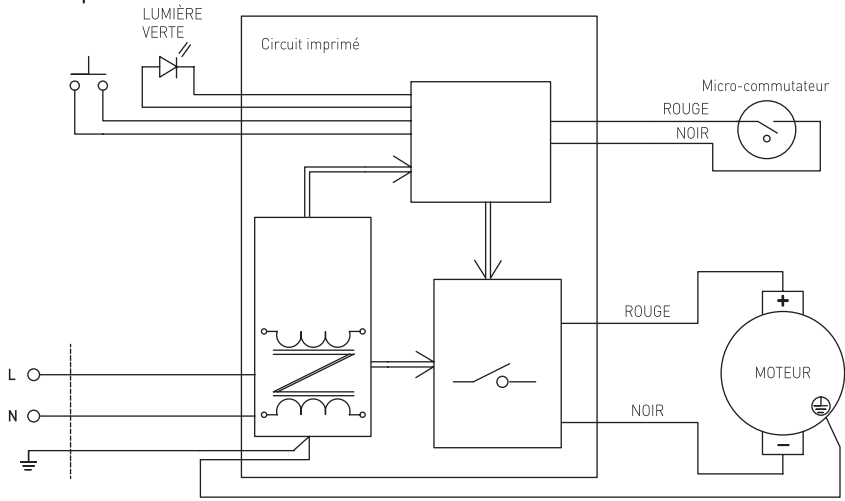 LUMIÈRE
VERTE
Circuit imprimé
Micro-commutateur
ROUGE
NOIR
ROUGE
+
MOTEUR
L
N
NOIR
−